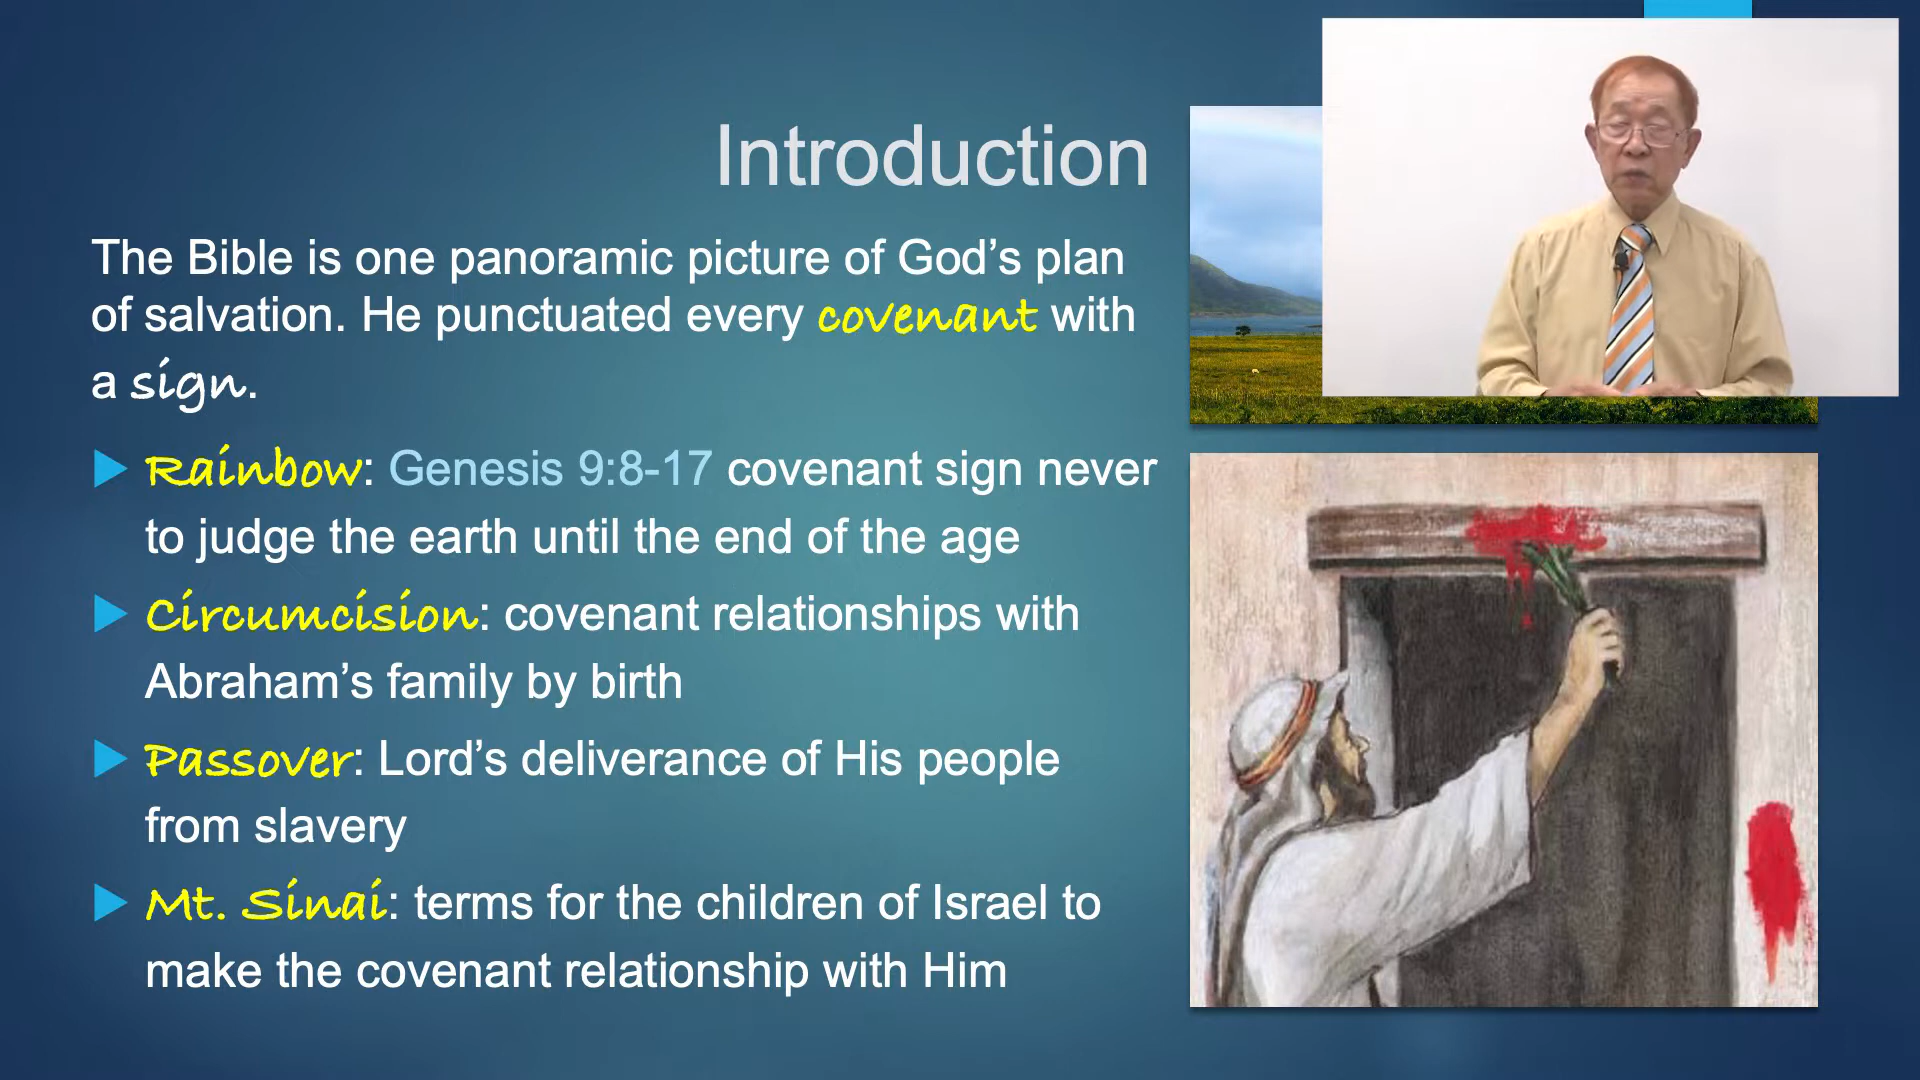 Introduction
The Bible is one panoramic picture of God’s plan
of salvation. He punctuated every covenant with
a sign.
Rainbow: Genesis 9:8-17 covenant sign never
to judge the earth until the end of the age
Circumcision: covenant relationships with
Abraham’s family by birth
Passover: Lord’s deliverance of His people
from slavery
Mt. Sinai: terms for the children of Israel to
make the covenant relationship with Him